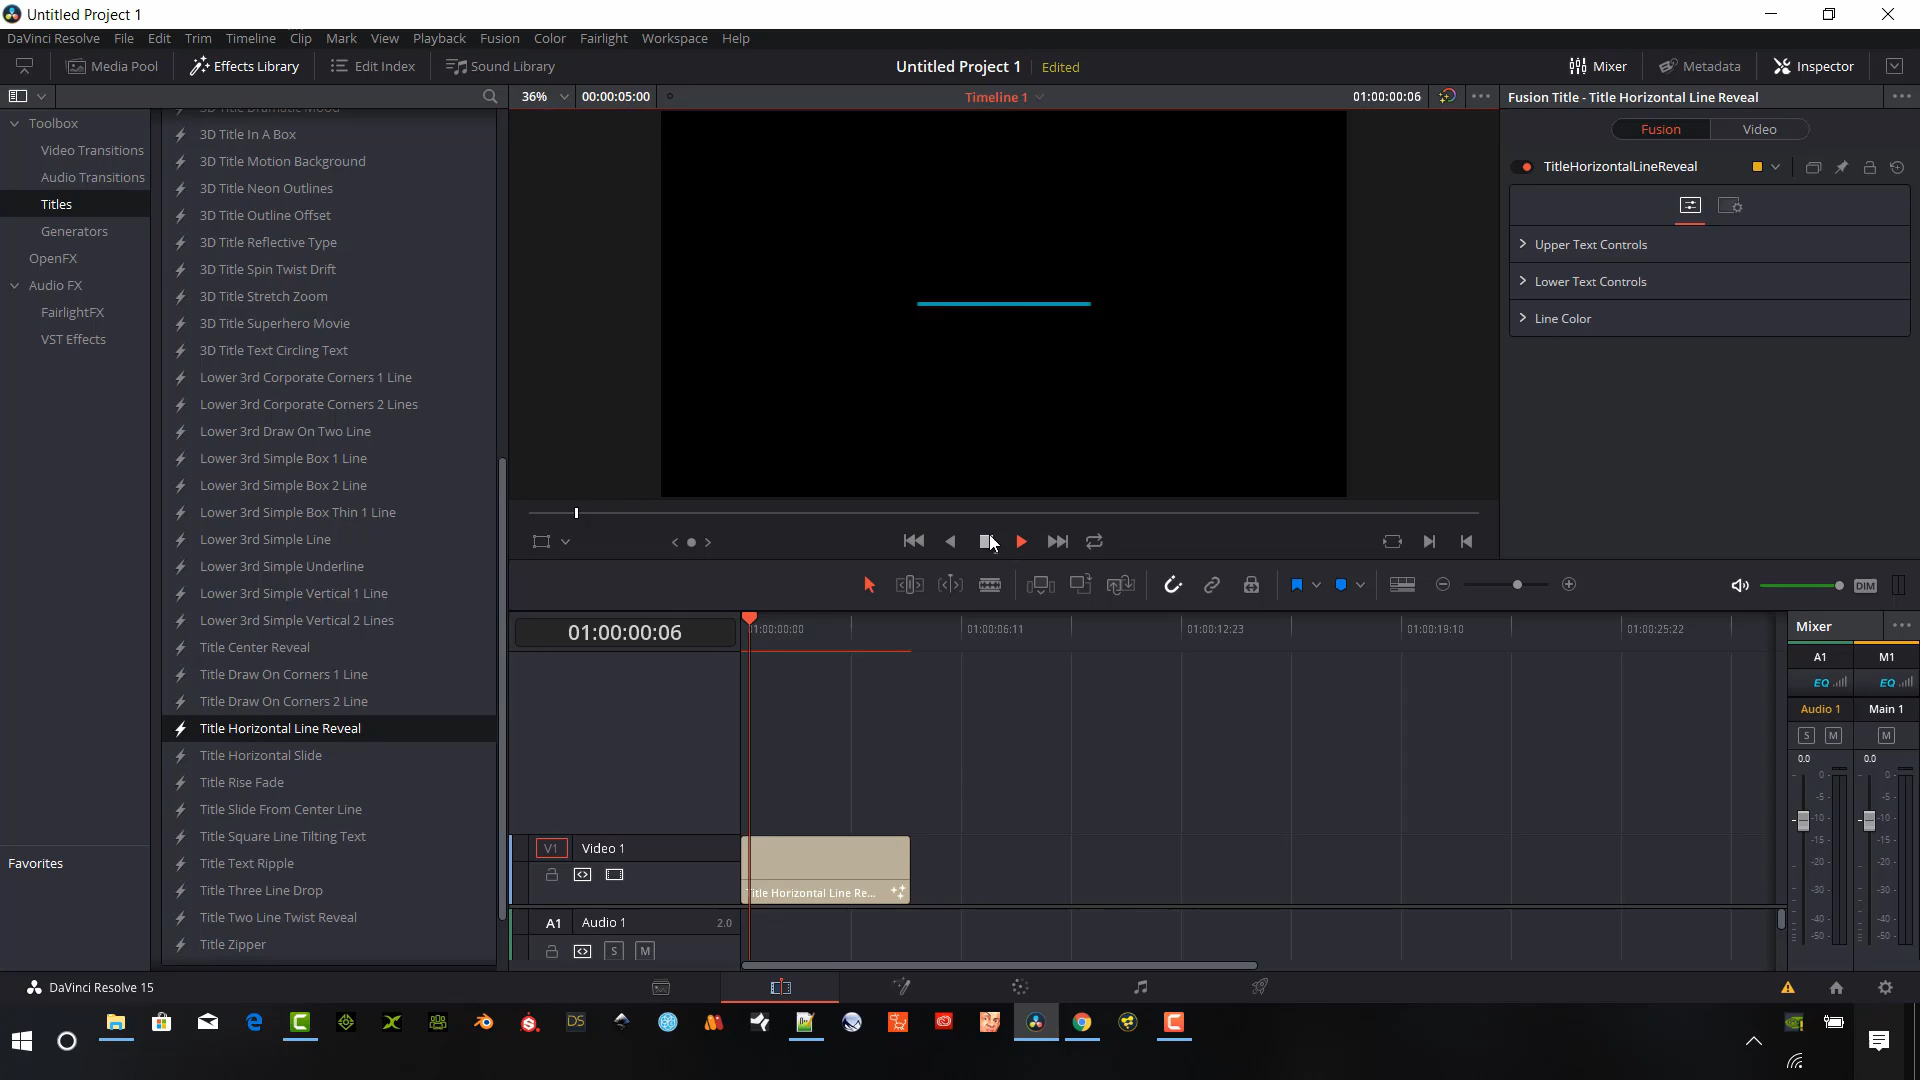 Untitled Project 1
DaVinci Resolve File Edit Trim Timeline Clip Mark View Playback Fusion Color Fairlight Workspace Help
Media Pool Effects Library Edit Index Sound Library Untitled Project 1 Edited Mixer Metadata Inspector
36% 00:00:05:00 Timeline 1 01:00:00:06 Fusion Title - Title Horizontal Line Reveal
Toolbox
Video Transitions
Audio Transitions
Titles
Generators
OpenFX
Audio FX
FairlightFX
VST Effects
Favorites
3D Title Dramatic Mood
3D Title In A Box
3D Title Motion Background
3D Title Neon Outlines
3D Title Outline Offset
3D Title Reflective Type
3D Title Spin Twist Drift
3D Title Stretch Zoom
3D Title Superhero Movie
3D Title Text Circling Text
Lower 3rd Corporate Corners 1 Line
Lower 3rd Corporate Corners 2 Lines
Lower 3rd Draw On Two Line
Lower 3rd Simple Box 1 Line
Lower 3rd Simple Box 2 Line
Lower 3rd Simple Box Thin 1 Line
Lower 3rd Simple Line
Lower 3rd Simple Underline
Lower 3rd Simple Vertical 1 Line
Lower 3rd Simple Vertical 2 Lines
Title Center Reveal
Title Draw On Corners 1 Line
Title Draw On Corners 2 Line
Title Horizontal Line Reveal
Title Horizontal Slide
Title Rise Fade
Title Slide From Center Line
Title Square Line Tilting Text
Title Text Ripple
Title Three Line Drop
Title Two Line Twist Reveal
Title Zipper
Fusion Video
TitleHorizontalLineReveal
Upper Text Controls
Lower Text Controls
Line Color
DIM
01:00:00:06 01:00:00:00 01:00:06:11 01:00:12:23 01:00:19:10 01:00:25:22
V1 Video 1
Title Horizontal Line Re...
A1 Audio 1 2.0
S M
Mixer
A1 M1
EQ EQ
Audio 1 Main 1
S M M
0.0 0.0
0 - 0 -
-5 - -5 -
-10 - -10 -
-15 - -15 -
-20 - -20 -
-30 - -30 -
-40 - -40 -
-50 - -50 -
DaVinci Resolve 15
DS